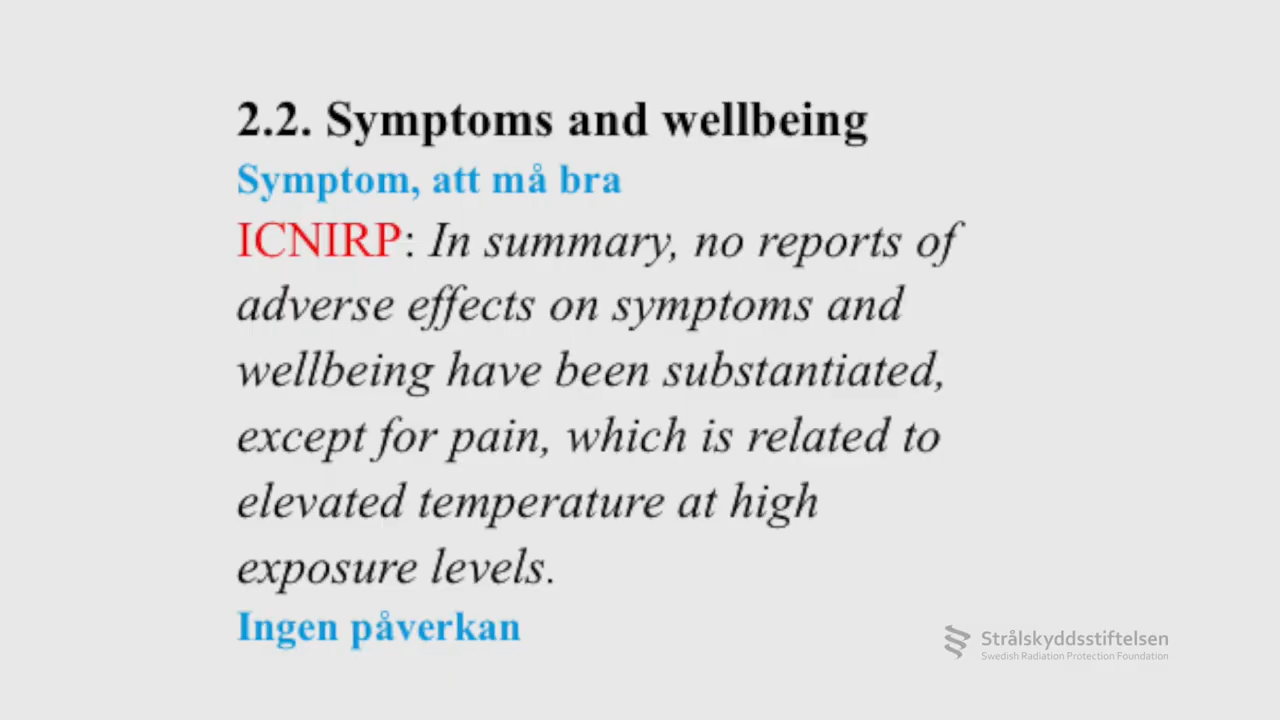 2.2. Symptoms and wellbeing
Symptom, att må bra
ICNIRP: In summary, no reports of
adverse effects on symptoms and
wellbeing have been substantiated,
except for pain, which is related to
elevated temperature at high
exposure levels.
Ingen påverkan
Strålskyddsstiftelsen
Swedish Radiation Protection Foundation